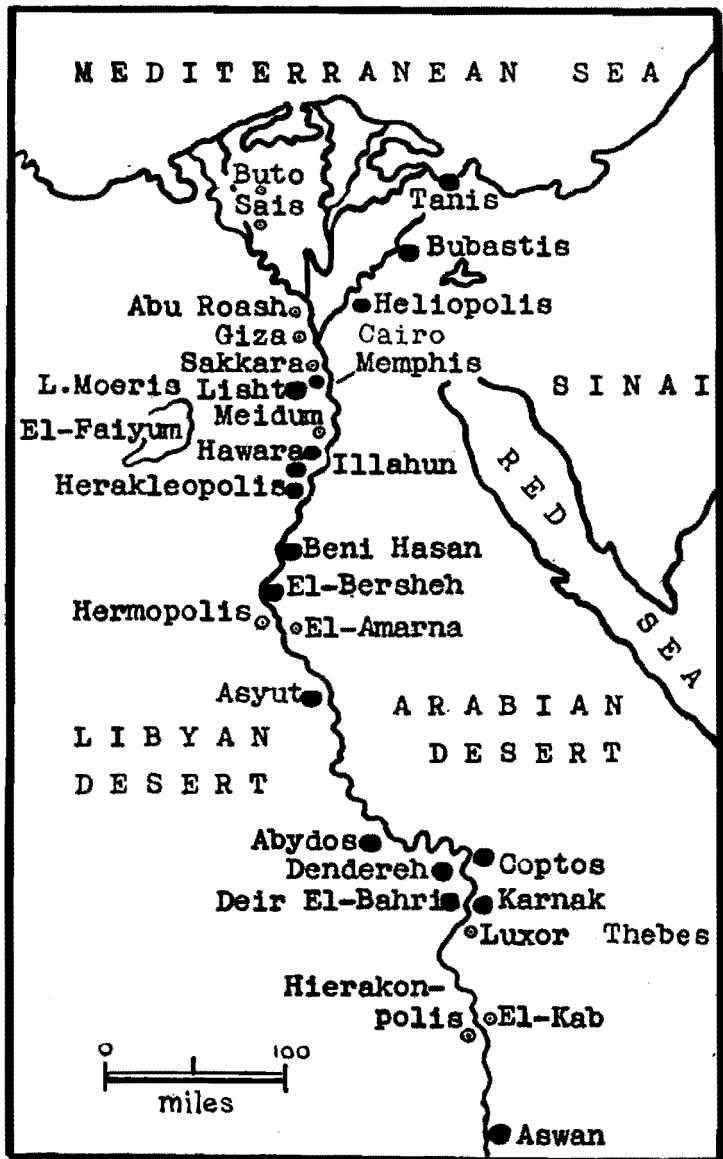 MEDITERRANEAN SEA
Buto
Sais
Tanis
Bubastis
Abu Roash
Heliopolis
Giza
Cairo
Sakkara
Memphis
L.Moeris
Lisht
SINAI
Meidum
El-Faiyum
Hawara
Illahun
Herakleopolis
RED SEA
Beni Hasan
El-Bersheh
Hermopolis
El-Amarna
Asyut
ARABIAN
DESERT
LIBYAN
DESERT
Abydos
Dendereh
Coptos
Deir El-Bahri
Karnak
Luxor Thebes
Hierakon-
polis
El-Kab
0 100
miles
Aswan